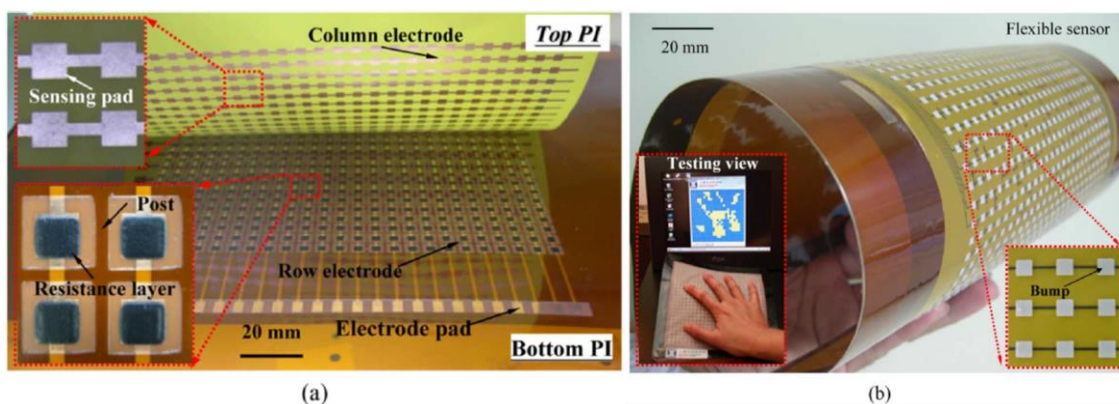 Column electrode
Top PI
Sensing pad
Post
Resistance layer
Row electrode
Electrode pad
20 mm
Bottom PI
(a)
20 mm
Flexible sensor
Testing view
Bump
(b)